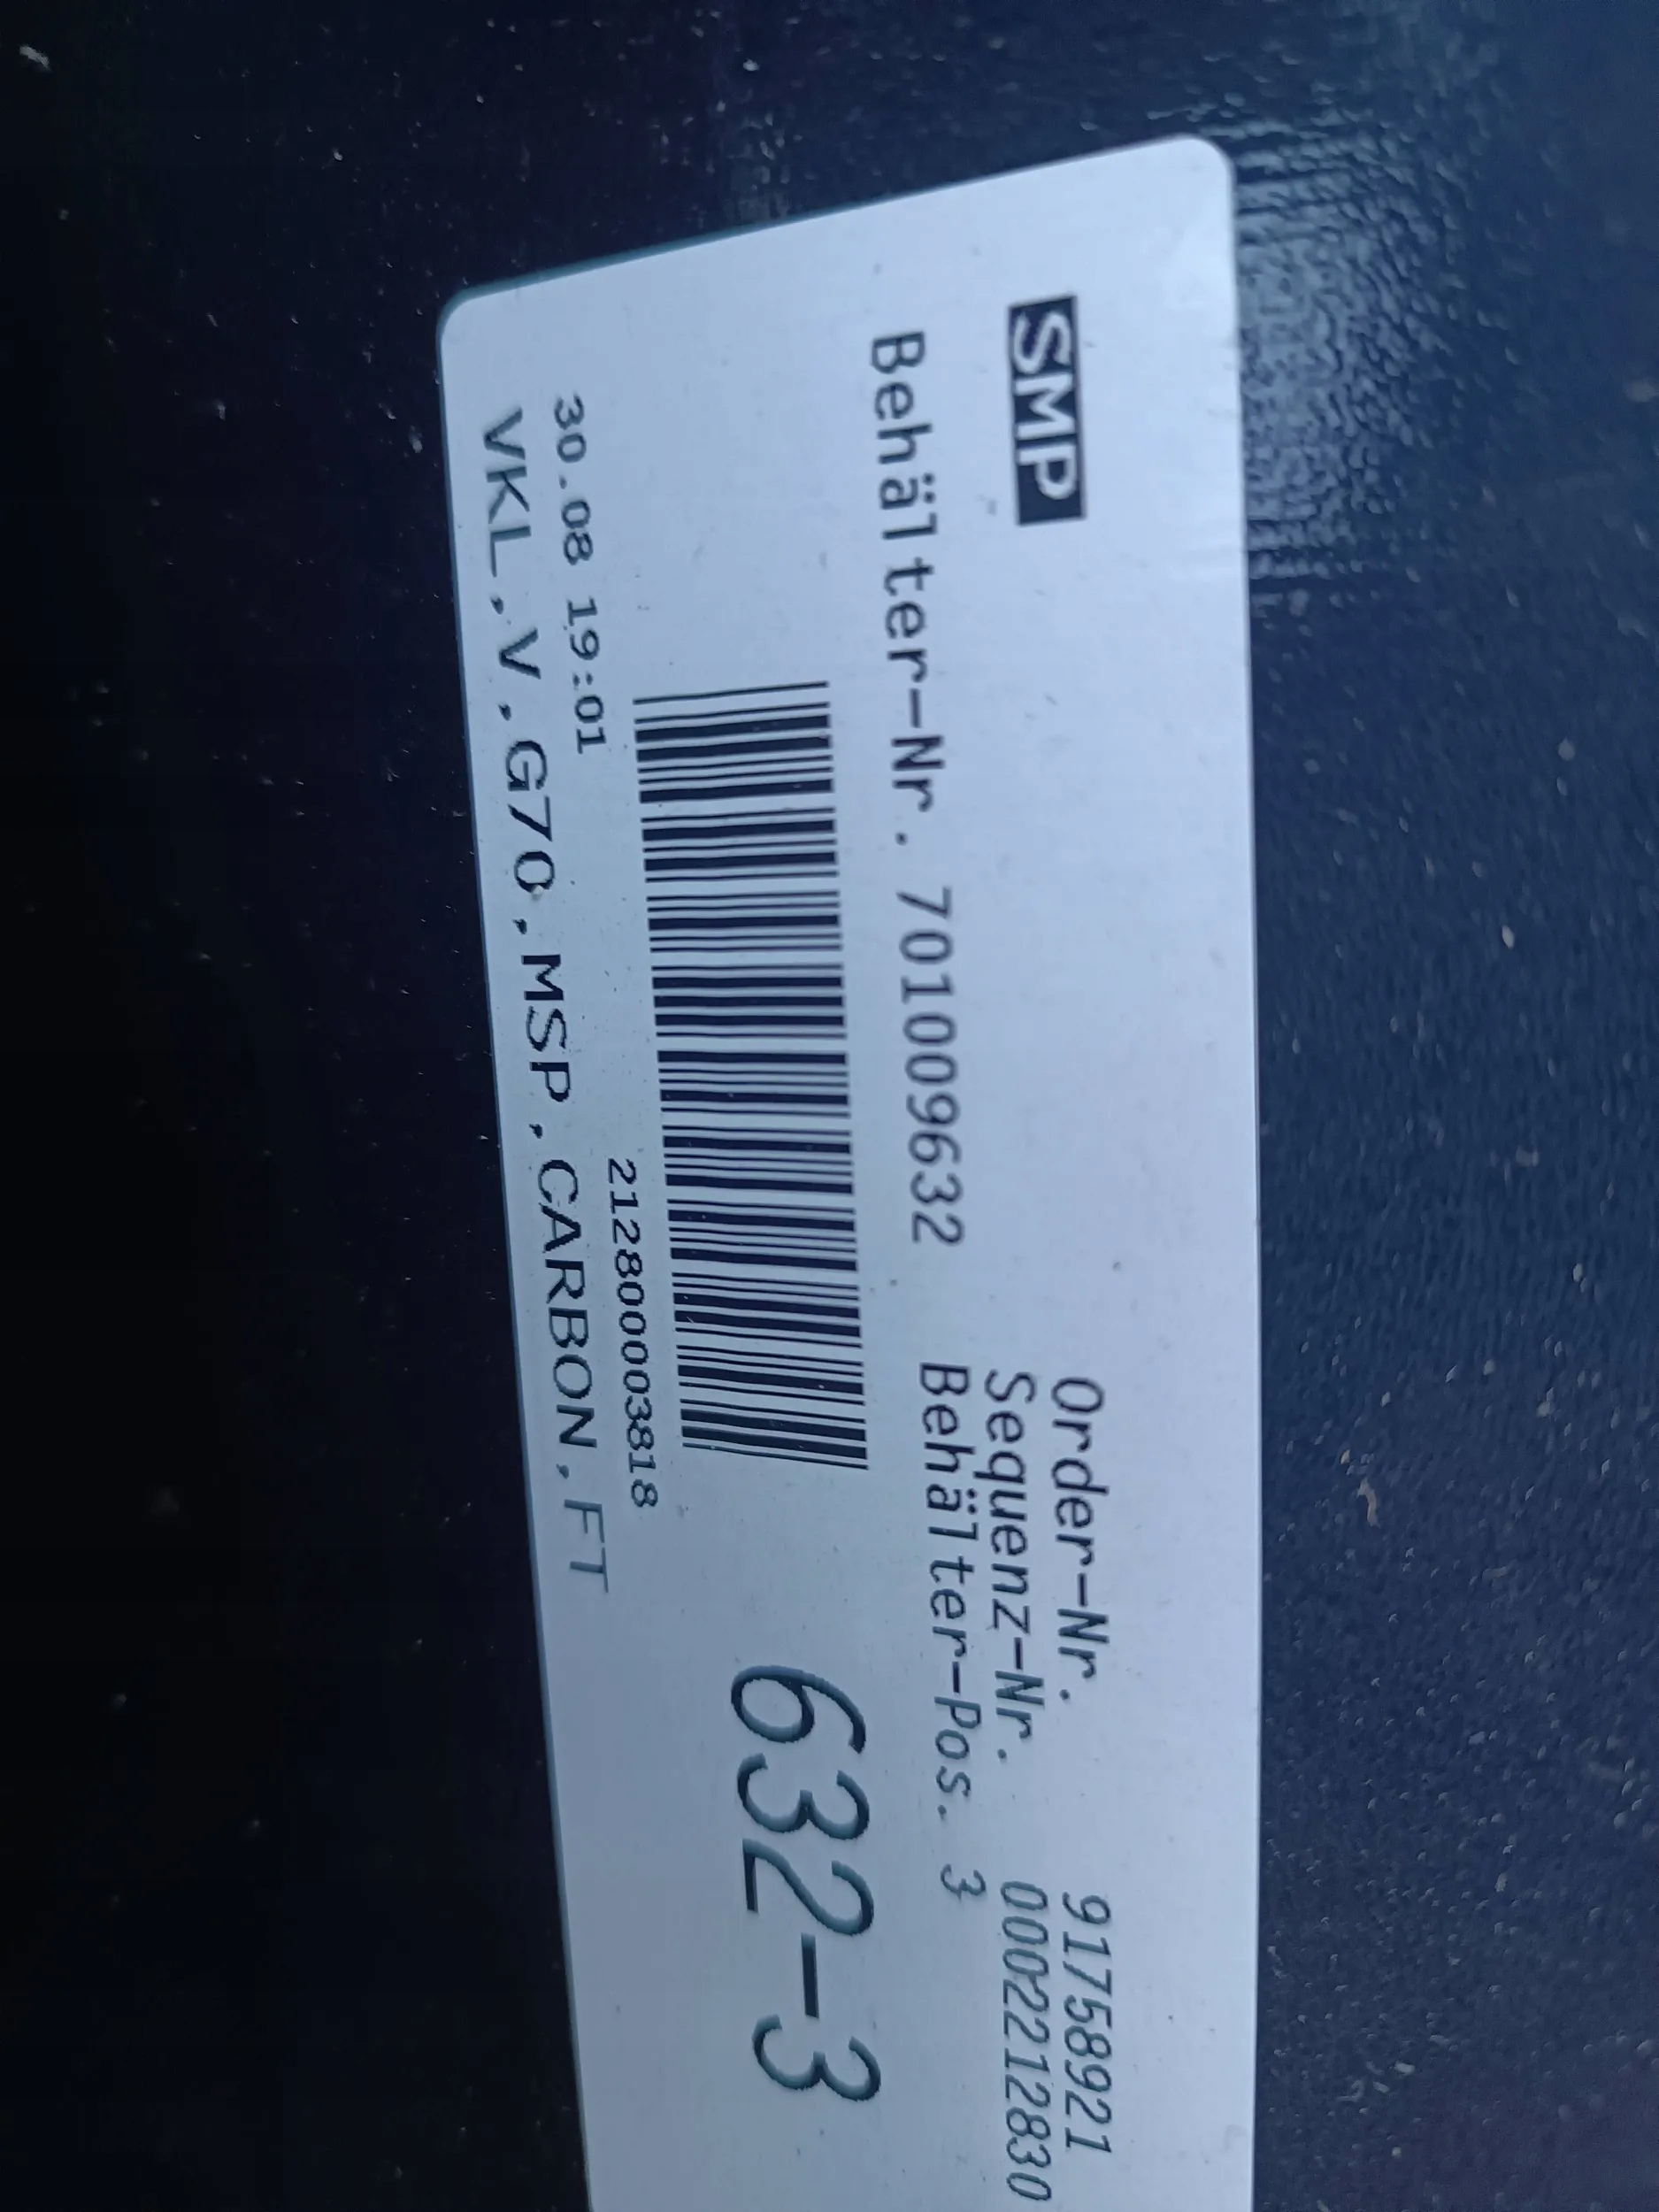 SMP
Order-Nr. 91758921
Sequenz-Nr. 0002212830
Behälter-Nr. 7010009632 Behälter-Pos. 3
632-3
2128000003818
30.08 19:01
VKL.V.G70.MSP.CARBON.FT